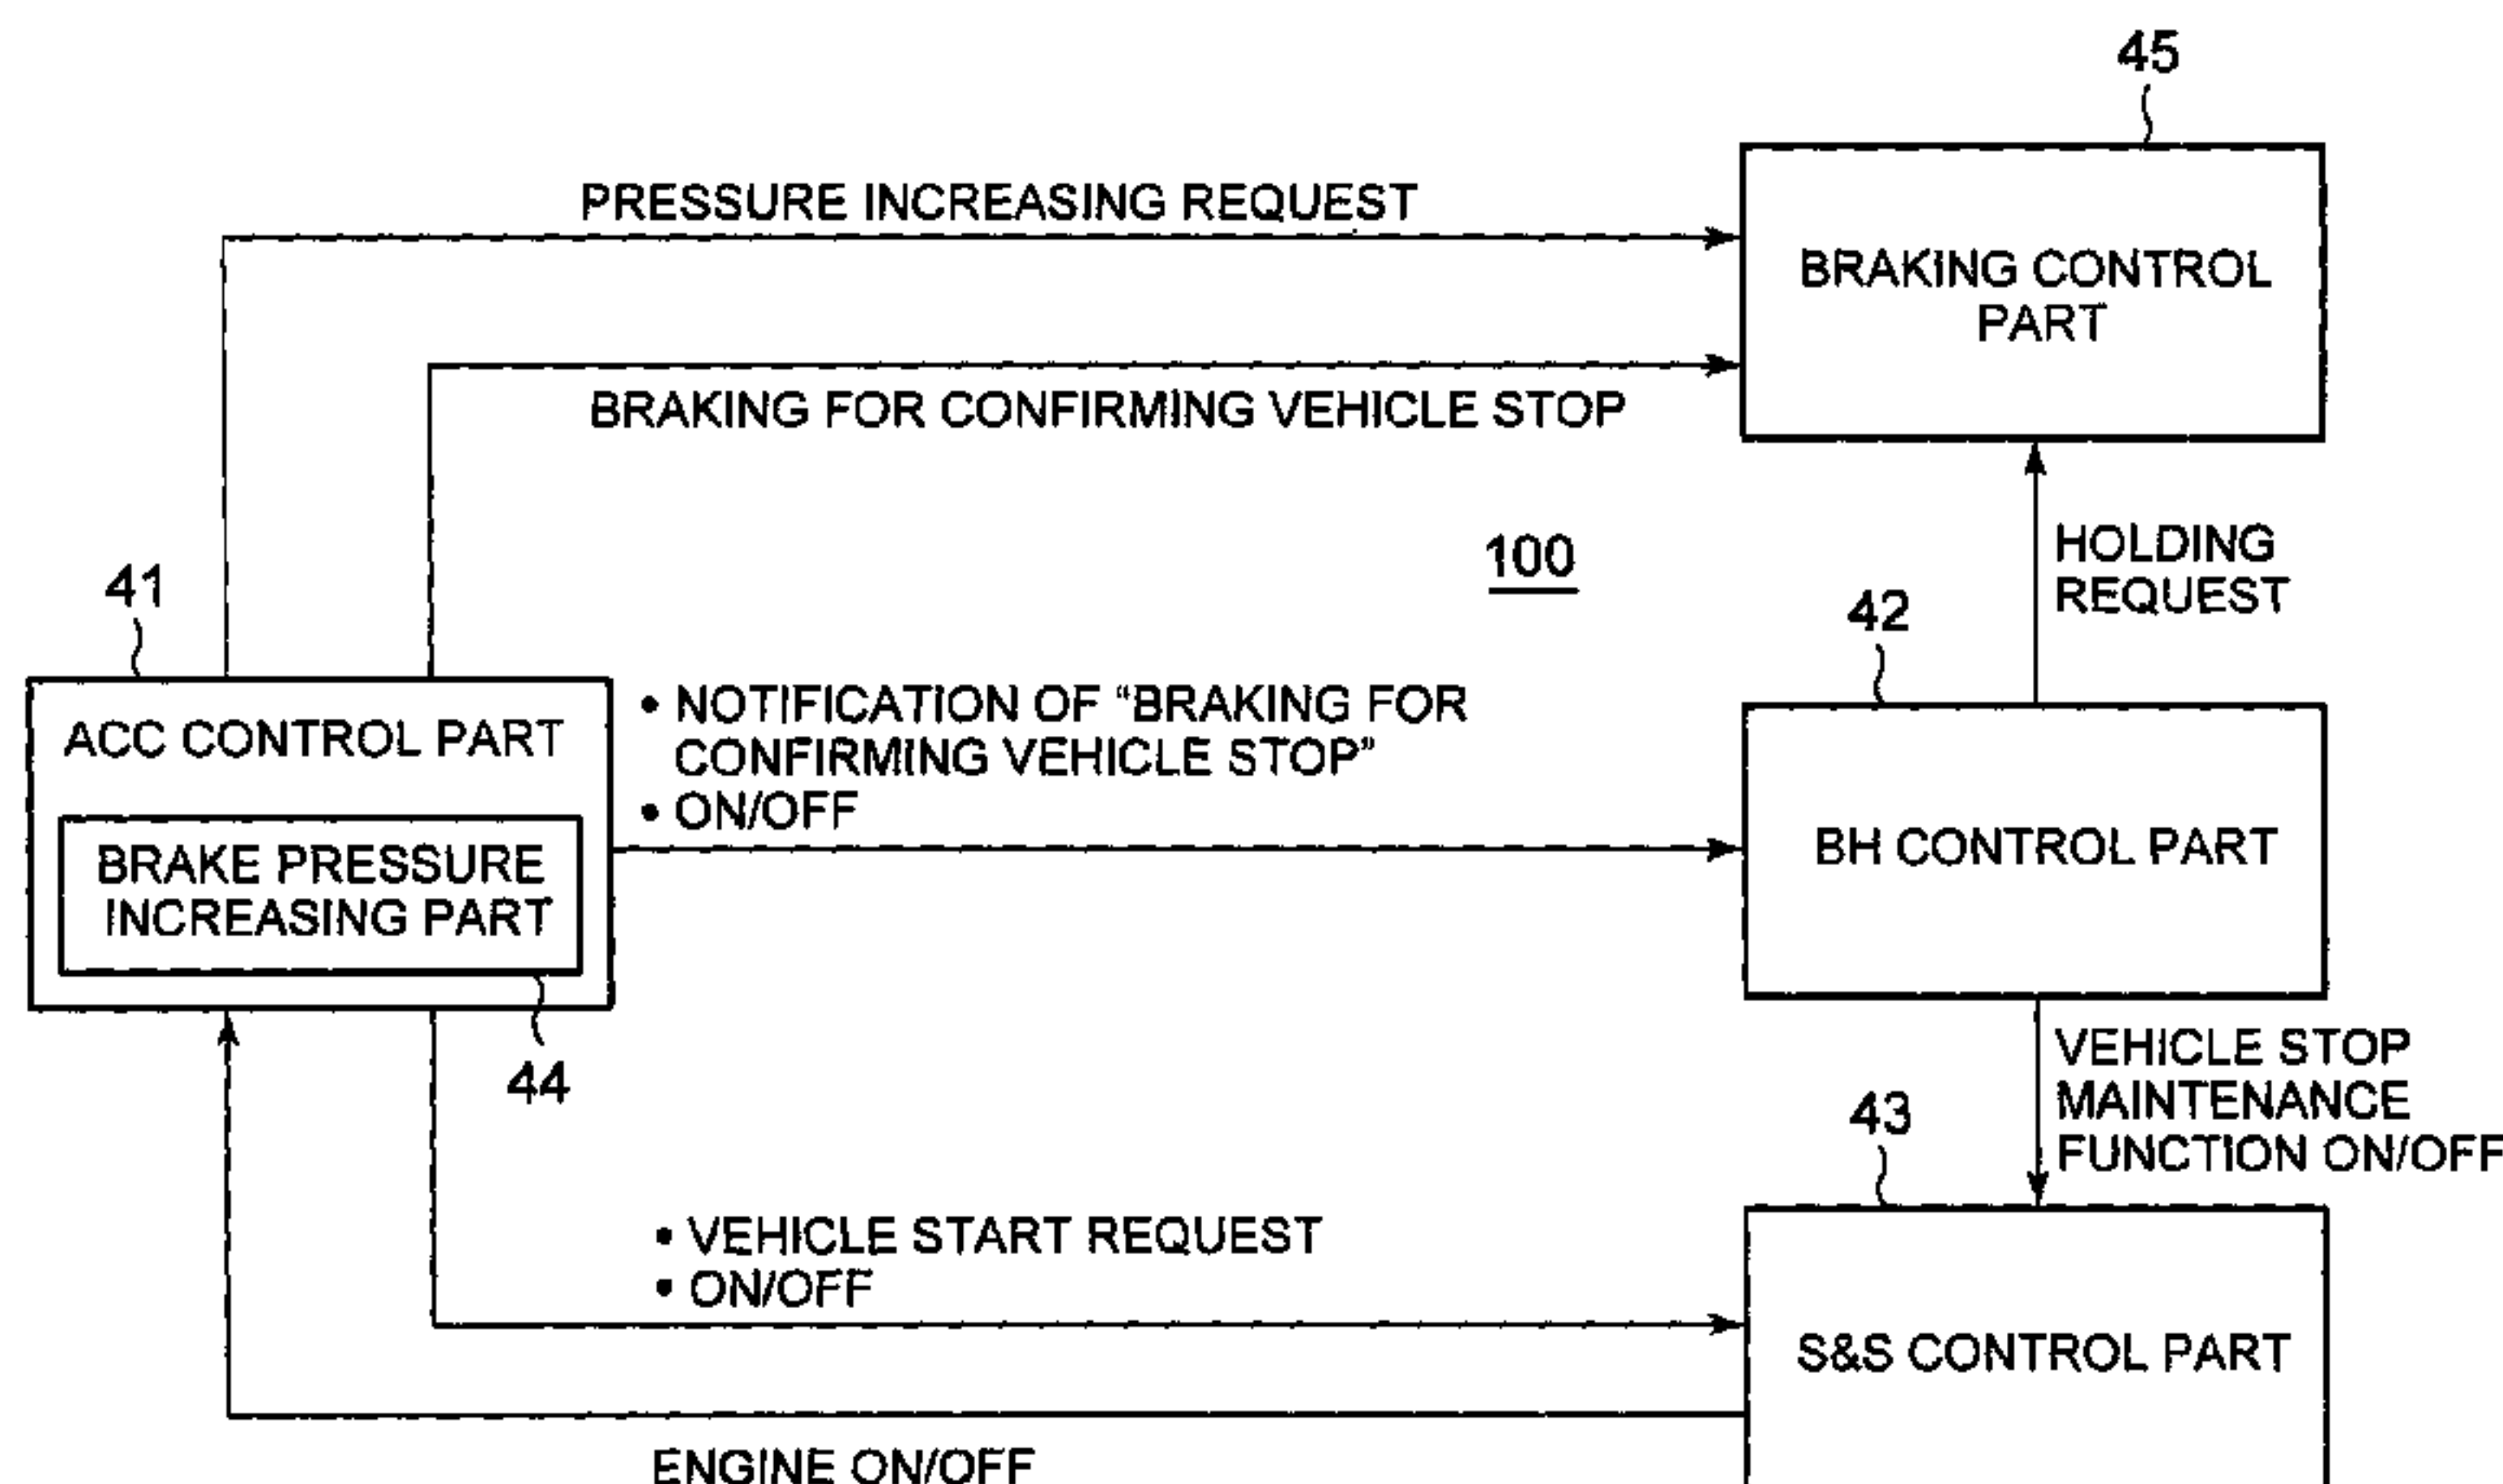 45
PRESSURE INCREASING REQUEST
BRAKING CONTROL
PART
BRAKING FOR CONFIRMING VEHICLE STOP
100
HOLDING
REQUEST
41
42
ACC CONTROL PART
• NOTIFICATION OF “BRAKING FOR
CONFIRMING VEHICLE STOP”
• ON/OFF
BRAKE PRESSURE
INCREASING PART
BH CONTROL PART
44
VEHICLE STOP
MAINTENANCE
FUNCTION ON/OFF
43
• VEHICLE START REQUEST
• ON/OFF
S&S CONTROL PART
ENGINE ON/OFF